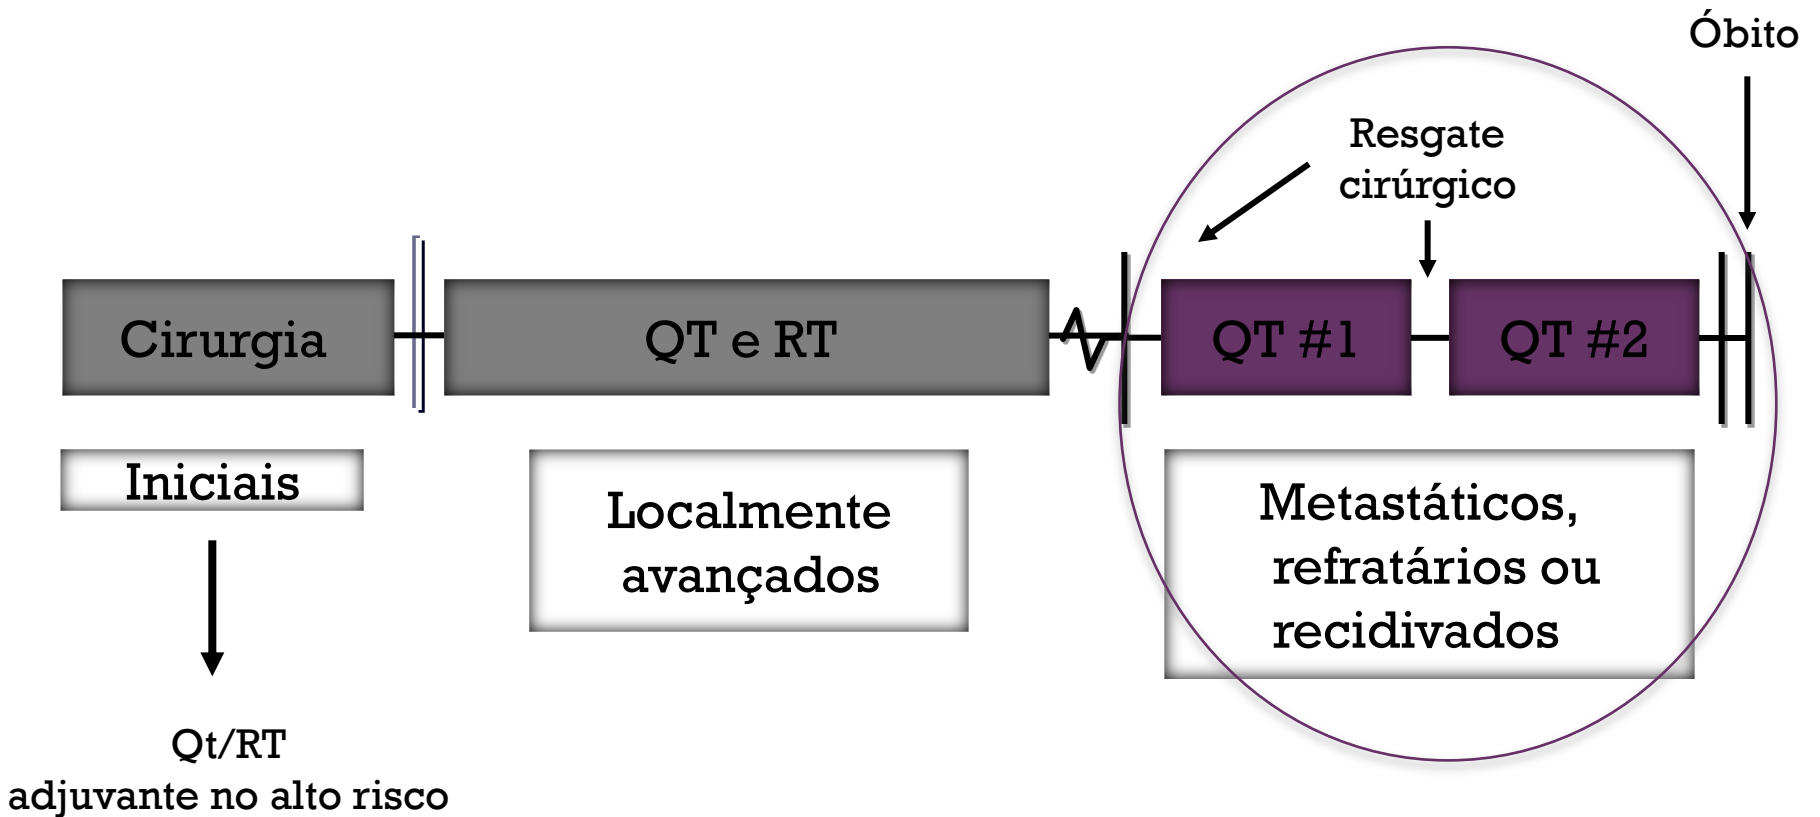 Óbito
Resgate
cirúrgico
Cirurgia
QT e RT
QT #1
QT #2
Iniciais
Localmente
avançados
Metastáticos,
refratários ou
recidivados
Qt/RT
adjuvante no alto risco